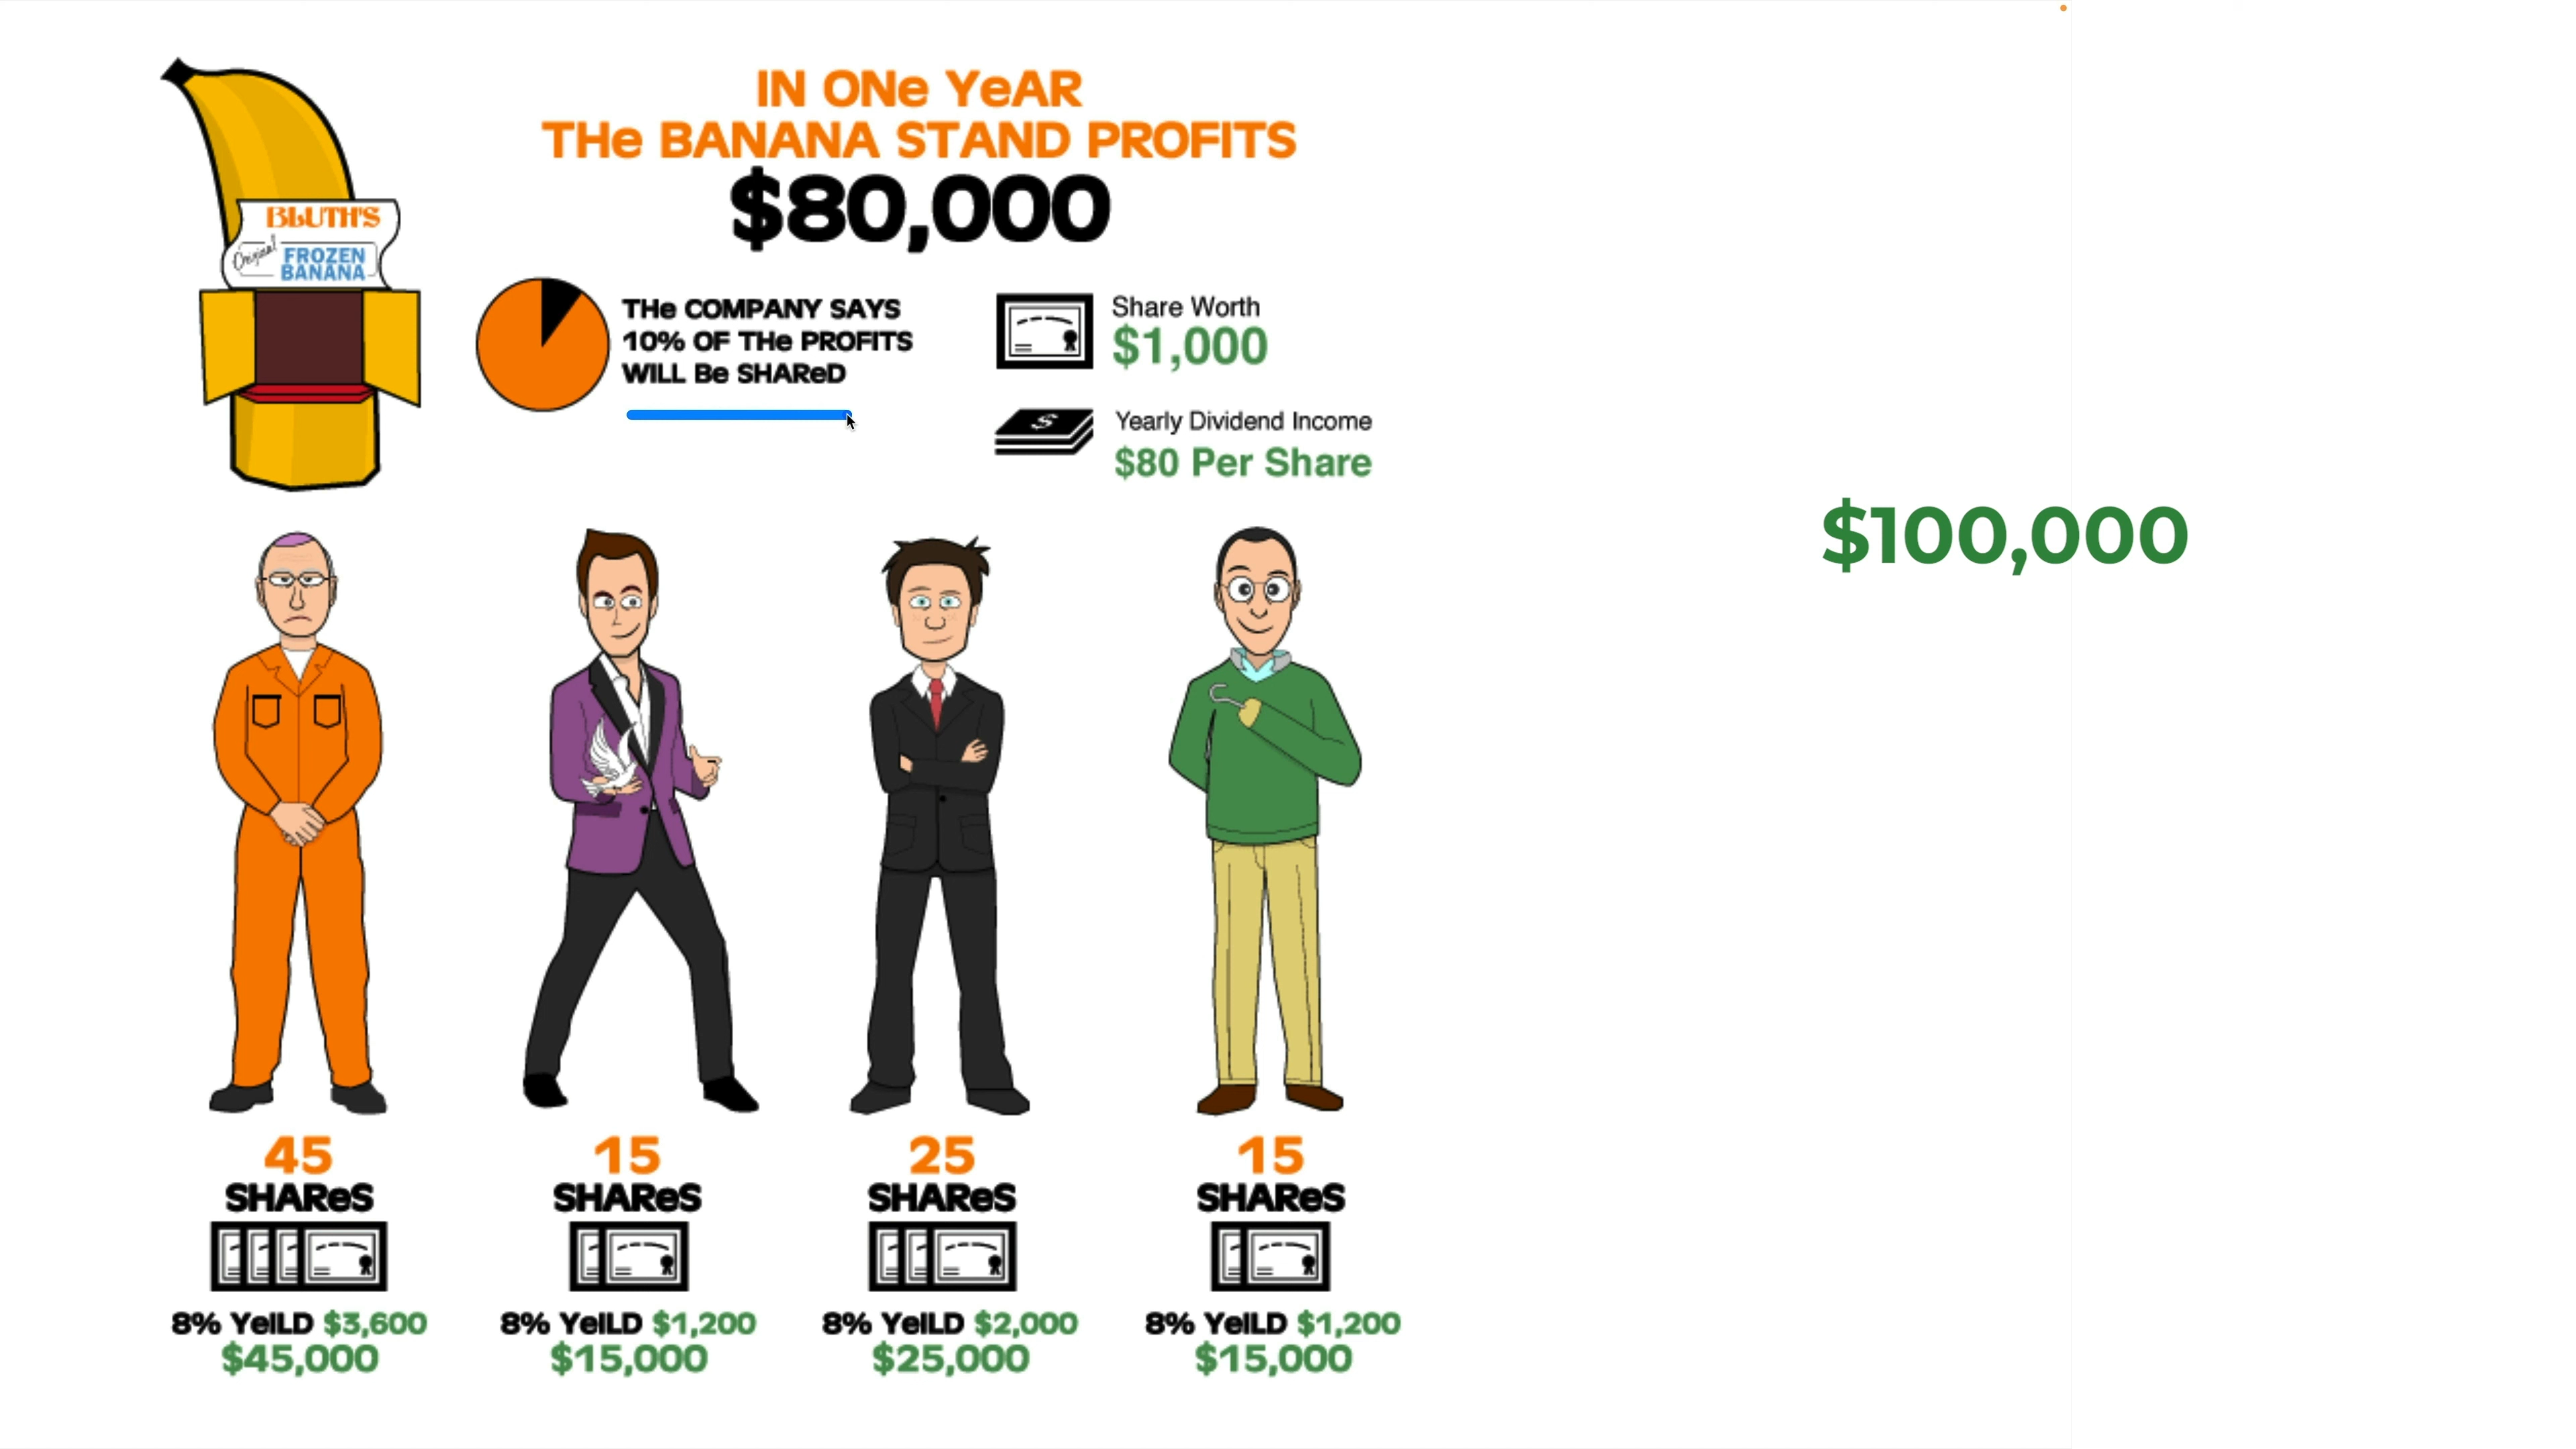 IN ONe YeAR
THe BANANA STAND PROFITS
$80,000
BLUTH'S
Original FROZEN
BANANA
THe COMPANY SAYS
10% OF THe PROFITS
WILL Be SHAReD
Share Worth
$1,000
$
Yearly Dividend Income
$80 Per Share
$100,000
45
SHAReS
8% YeILD $3,600
$45,000
15
SHAReS
8% YeILD $1,200
$15,000
25
SHAReS
8% YeILD $2,000
$25,000
15
SHAReS
8% YeILD $1,200
$15,000